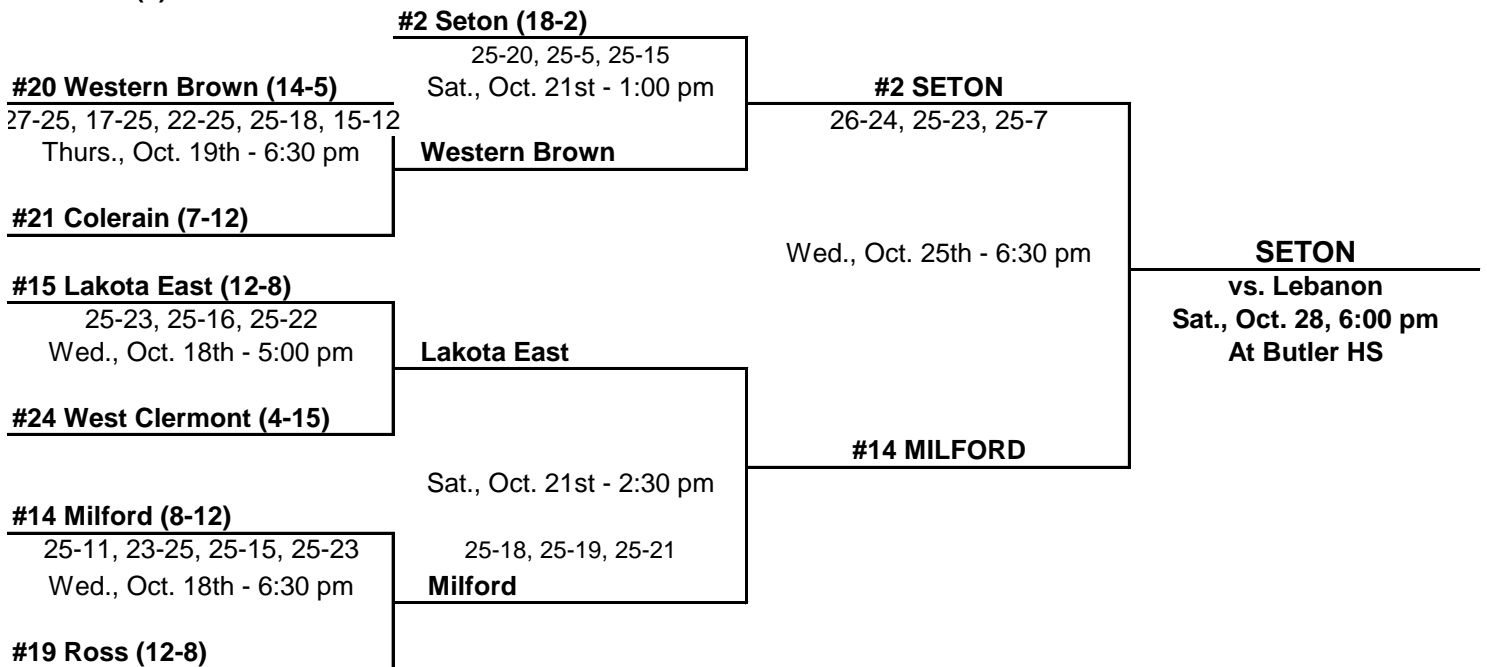 #2 Seton (18-2)
25-20, 25-5, 25-15
Sat., Oct. 21st - 1:00 pm
#20 Western Brown (14-5)
27-25, 17-25, 22-25, 25-18, 15-12
Thurs., Oct. 19th - 6:30 pm
Western Brown
#21 Colerain (7-12)
#2 SETON
26-24, 25-23, 25-7
Wed., Oct. 25th - 6:30 pm
#15 Lakota East (12-8)
25-23, 25-16, 25-22
Wed., Oct. 18th - 5:00 pm
Lakota East
#24 West Clermont (4-15)
#14 MILFORD
Sat., Oct. 21st - 2:30 pm
25-18, 25-19, 25-21
#14 Milford (8-12)
25-11, 23-25, 25-15, 25-23
Wed., Oct. 18th - 6:30 pm
Milford
#19 Ross (12-8)
SETON
vs. Lebanon
Sat., Oct. 28, 6:00 pm
At Butler HS